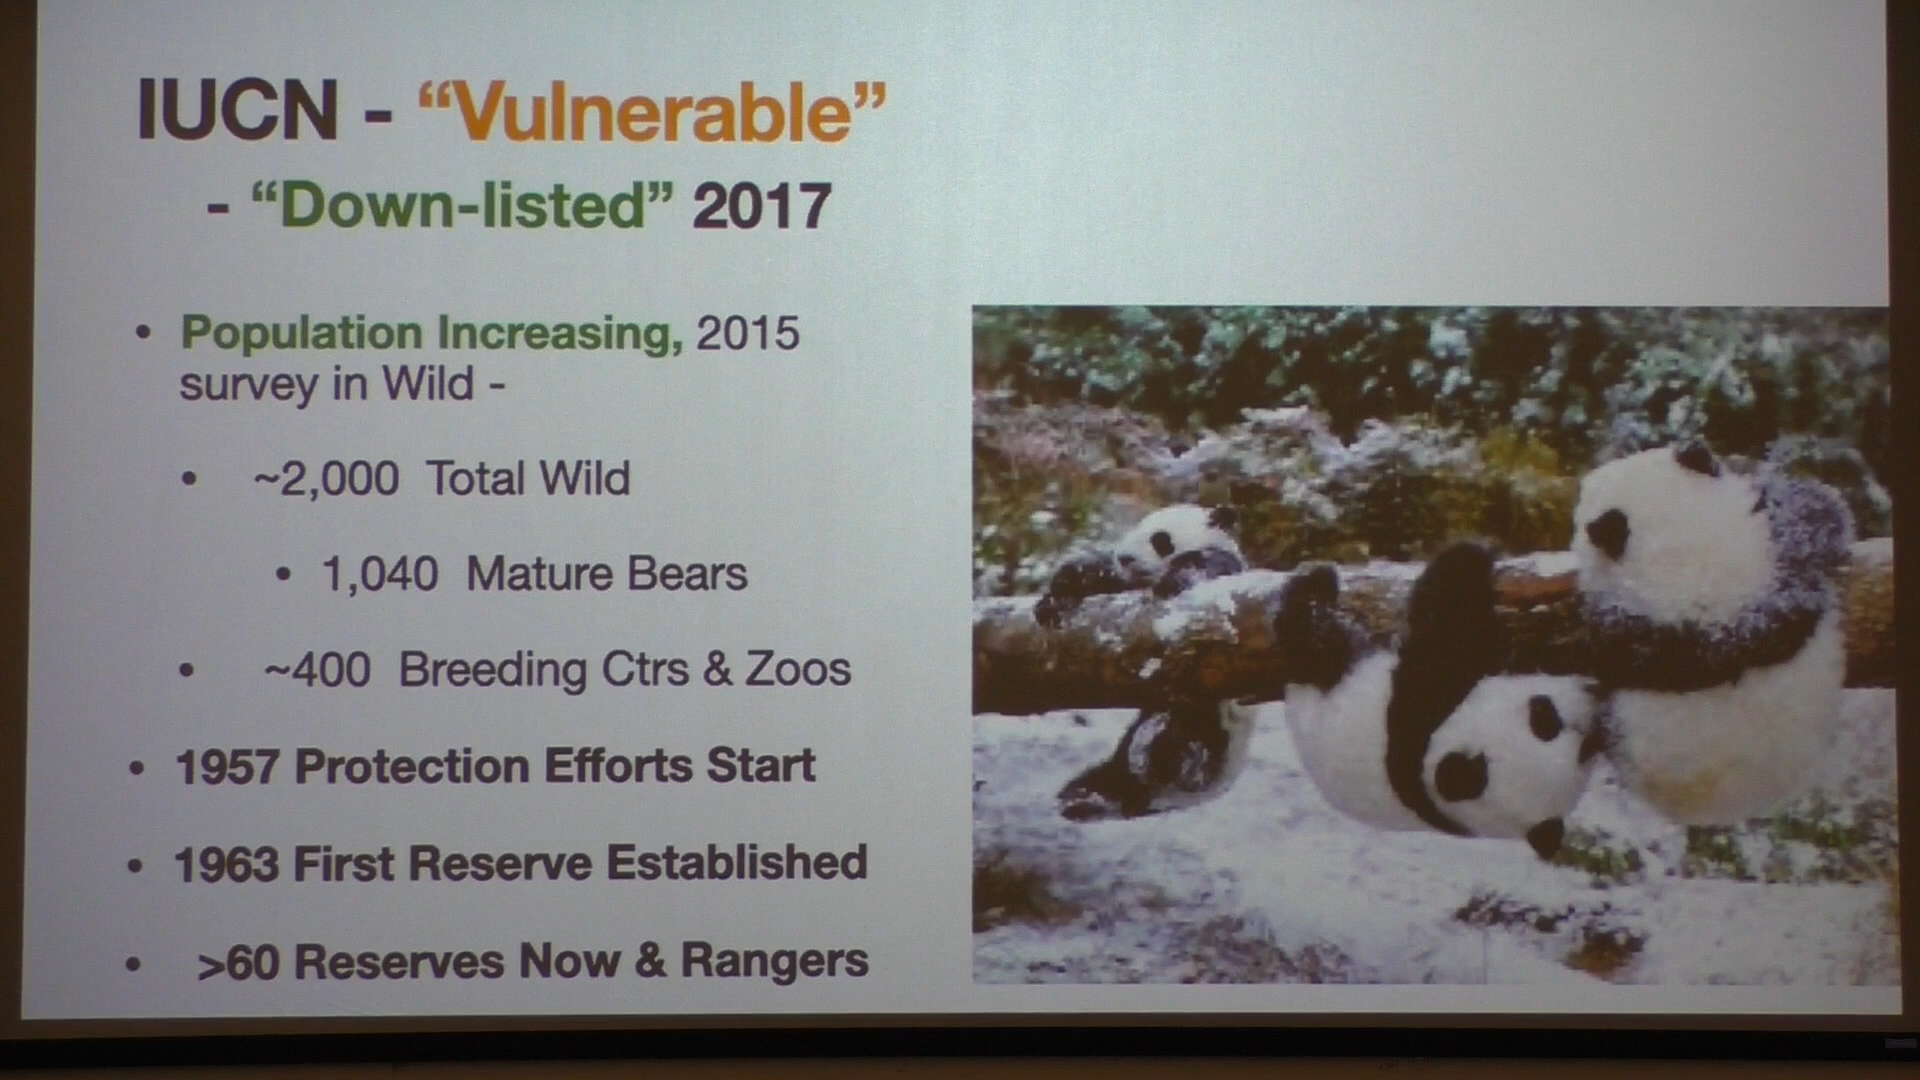 IUCN - “Vulnerable”
- “Down-listed” 2017
• Population Increasing, 2015
survey in Wild -
• ~2,000 Total Wild
• 1,040 Mature Bears
• ~400 Breeding Ctrs & Zoos
• 1957 Protection Efforts Start
• 1963 First Reserve Established
• >60 Reserves Now & Rangers